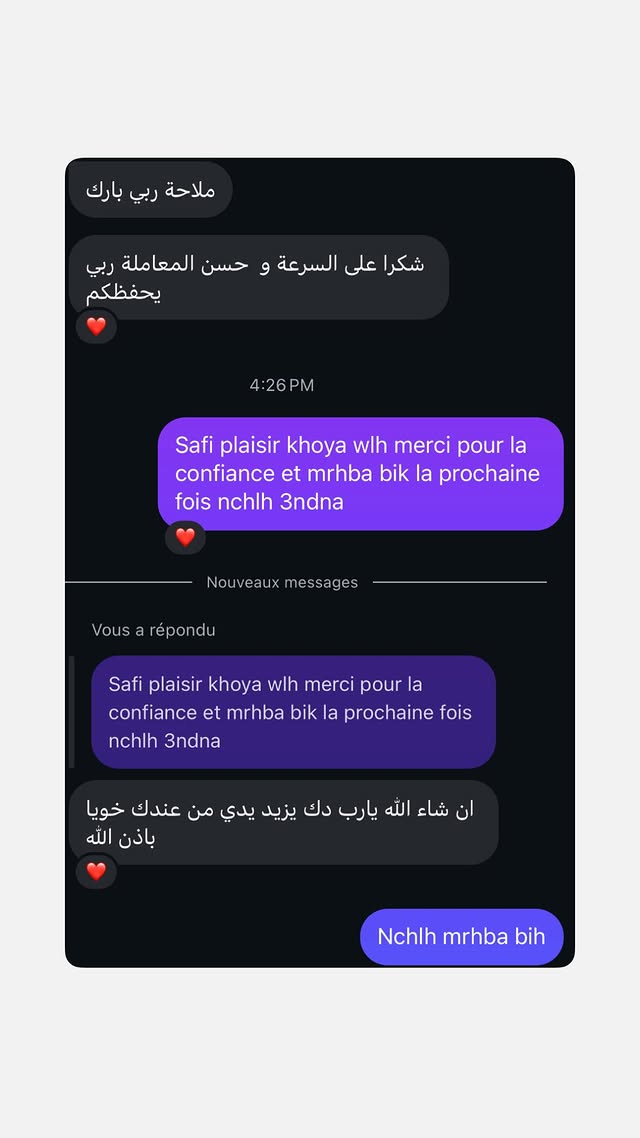 ملاحة ربي بارك
شكرا على السرعة و حسن المعاملة ربي
يحفظكم
4:26 PM
Safi plaisir khoya wlh merci pour la
confiance et mrhba bik la prochaine
fois nchlh 3ndna
Nouveaux messages
Vous a répondu
Safi plaisir khoya wlh merci pour la
confiance et mrhba bik la prochaine fois
nchlh 3ndna
ان شاء الله يارب دك يزيد يدي من عندك خويا
باذن الله
Nchlh mrhba bih